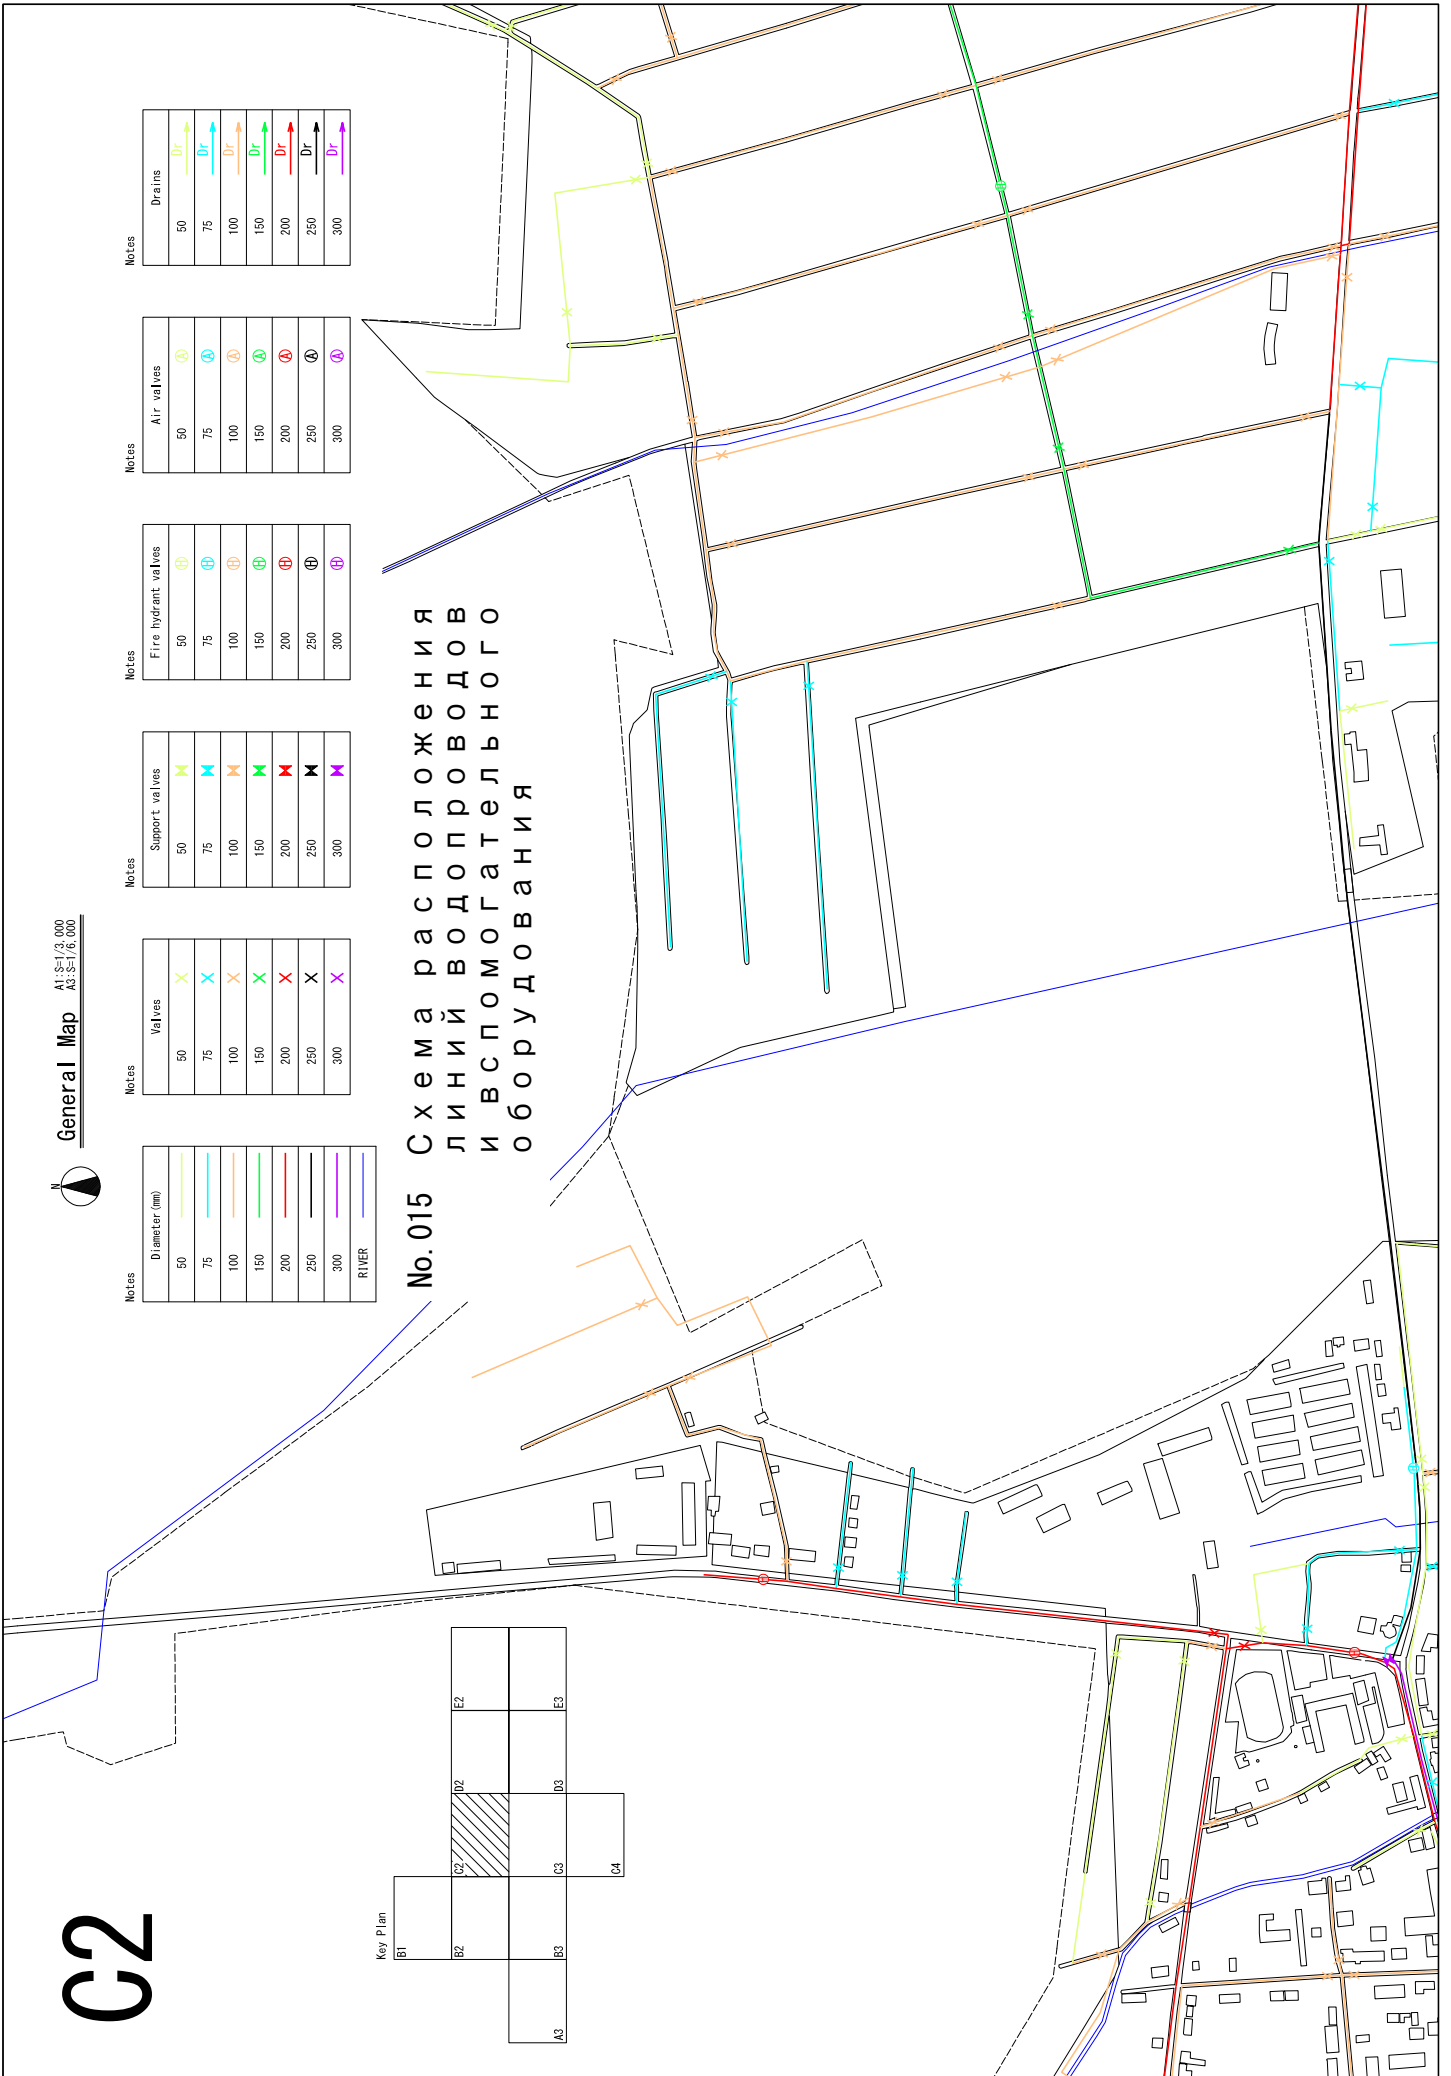 C2
N
General Map
A1:S=1/3,000
A3:S=1/6,000
Notes
Diameter(mm)
50
75
100
150
200
250
300
RIVER
Notes
Valves
50 X
75 X
100 X
150 X
200 X
250 X
300 X
Notes
Support valves
50
75
100
150
200
250
300
Notes
Fire hydrant valves
50 H
75 H
100 H
150 H
200 H
250 H
300 H
Notes
Air valves
50 A
75 A
100 A
150 A
200 A
250 A
300 A
Notes
Drains
50 Dr
75 Dr
100 Dr
150 Dr
200 Dr
250 Dr
300 Dr
No.015 Схема расположения
линий водопроводов
и вспомогательного
оборудования
Key Plan
B1
B2 C2 D2 E2
A3 B3 C3 D3 E3
C4